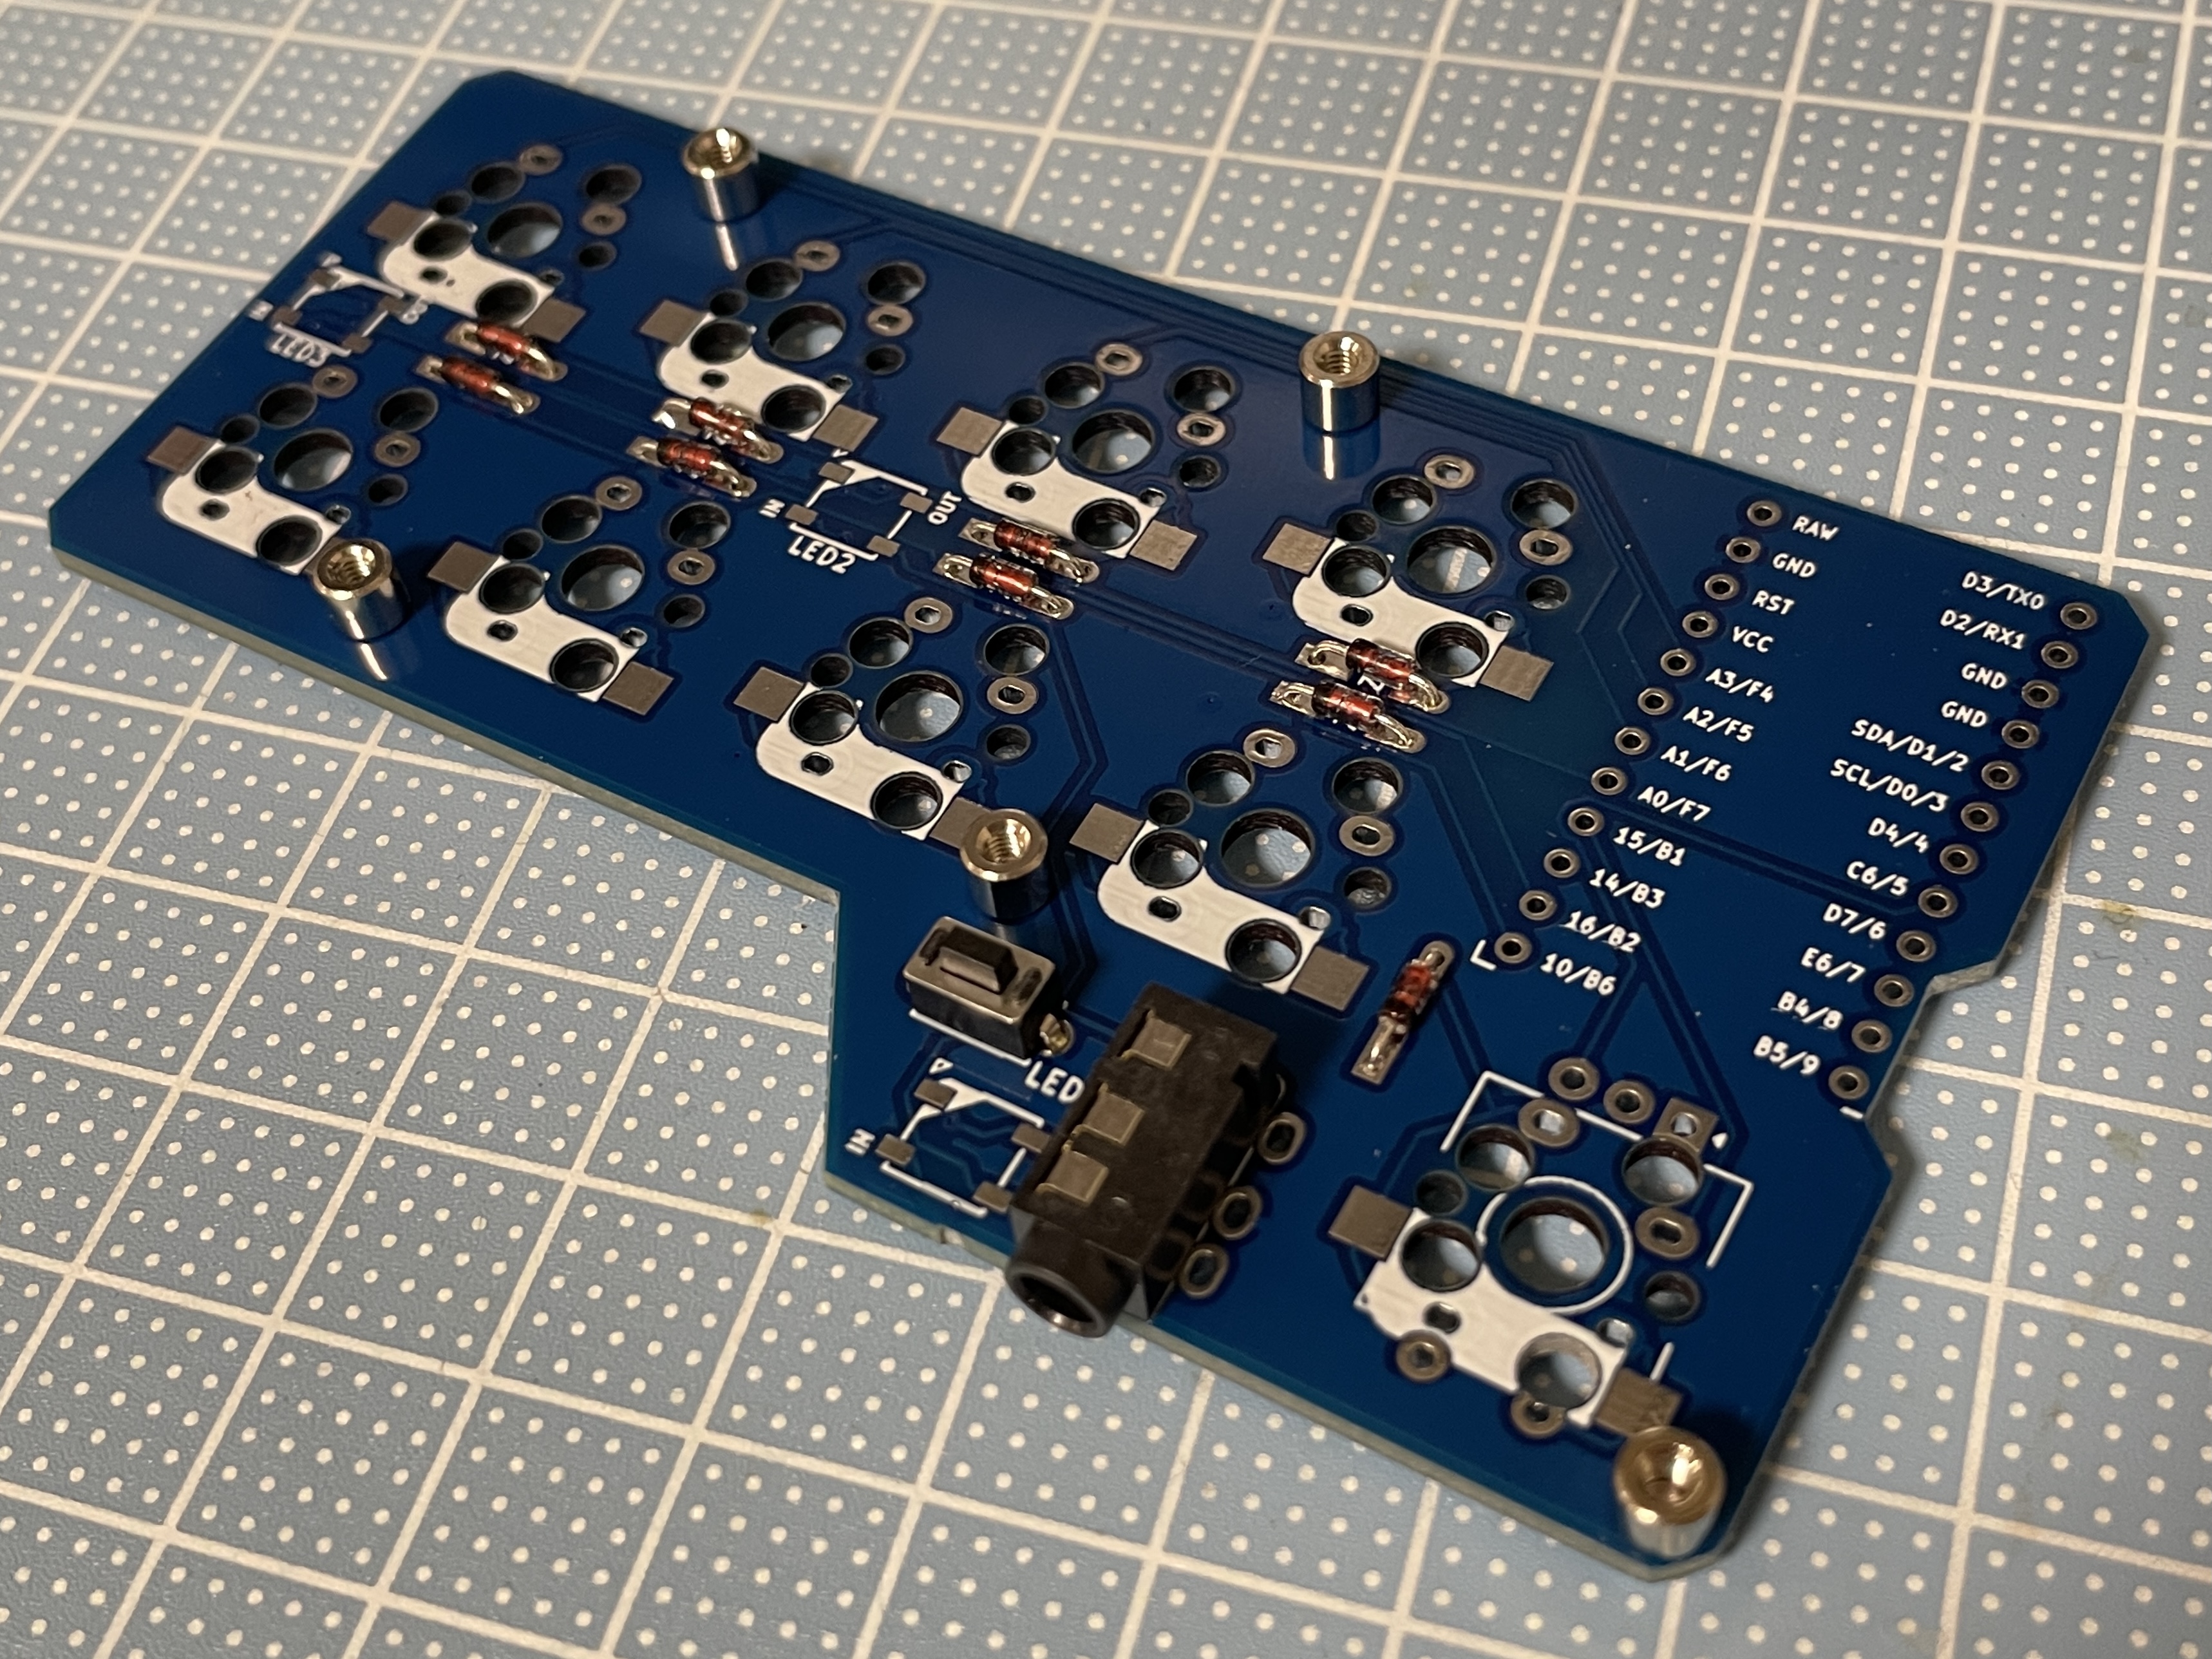 LED3
IN
OUT
LED2
RAW
GND
RST
VCC
A3/F4
A2/F5
A1/F6
A0/F7
15/B1
14/B3
16/B2
10/B6
D3/TX0
D2/RX1
GND
GND
SDA/D1/2
SCL/D0/3
D4/4
C6/5
D7/6
E6/7
B4/8
B5/9
LED
IN